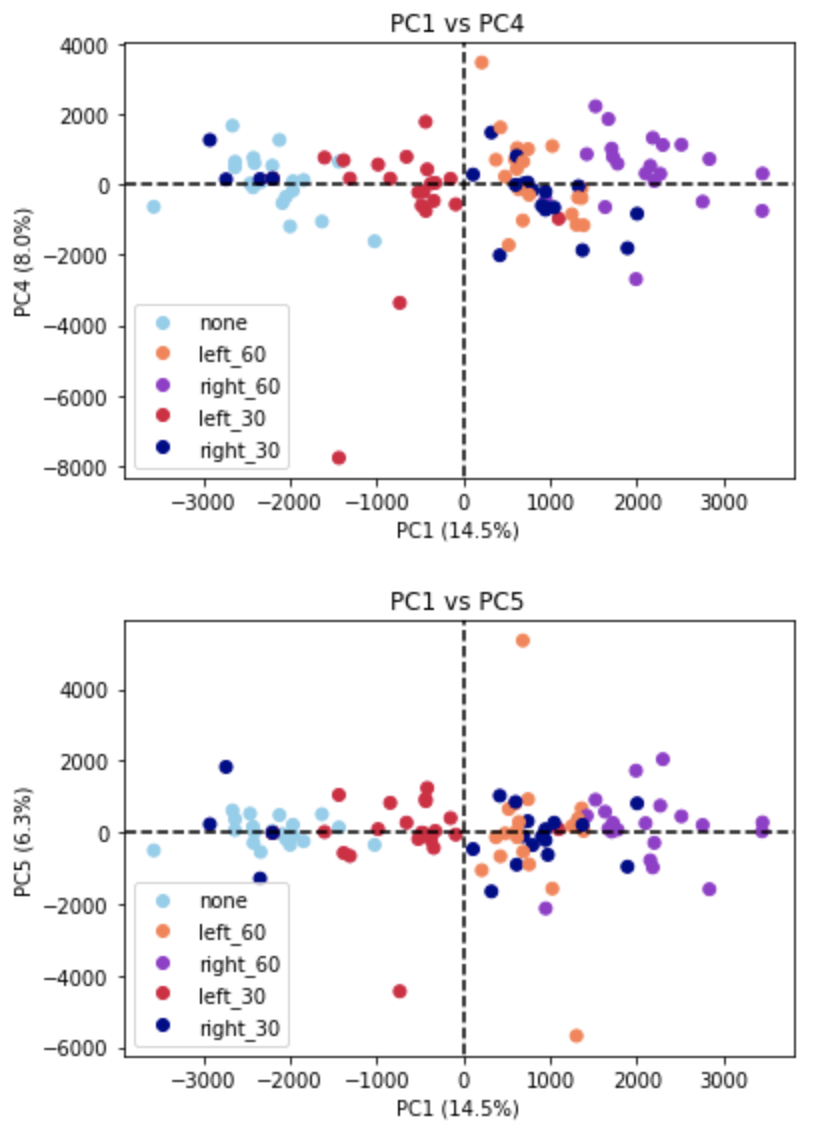 PC1 vs PC4
4000
2000
0
−2000
−4000
−6000
−8000
PC4 (8.0%)
none
left_60
right_60
left_30
right_30
−3000 −2000 −1000 0 1000 2000 3000
PC1 (14.5%)
PC1 vs PC5
4000
2000
0
−2000
−4000
−6000
PC5 (6.3%)
none
left_60
right_60
left_30
right_30
−3000 −2000 −1000 0 1000 2000 3000
PC1 (14.5%)